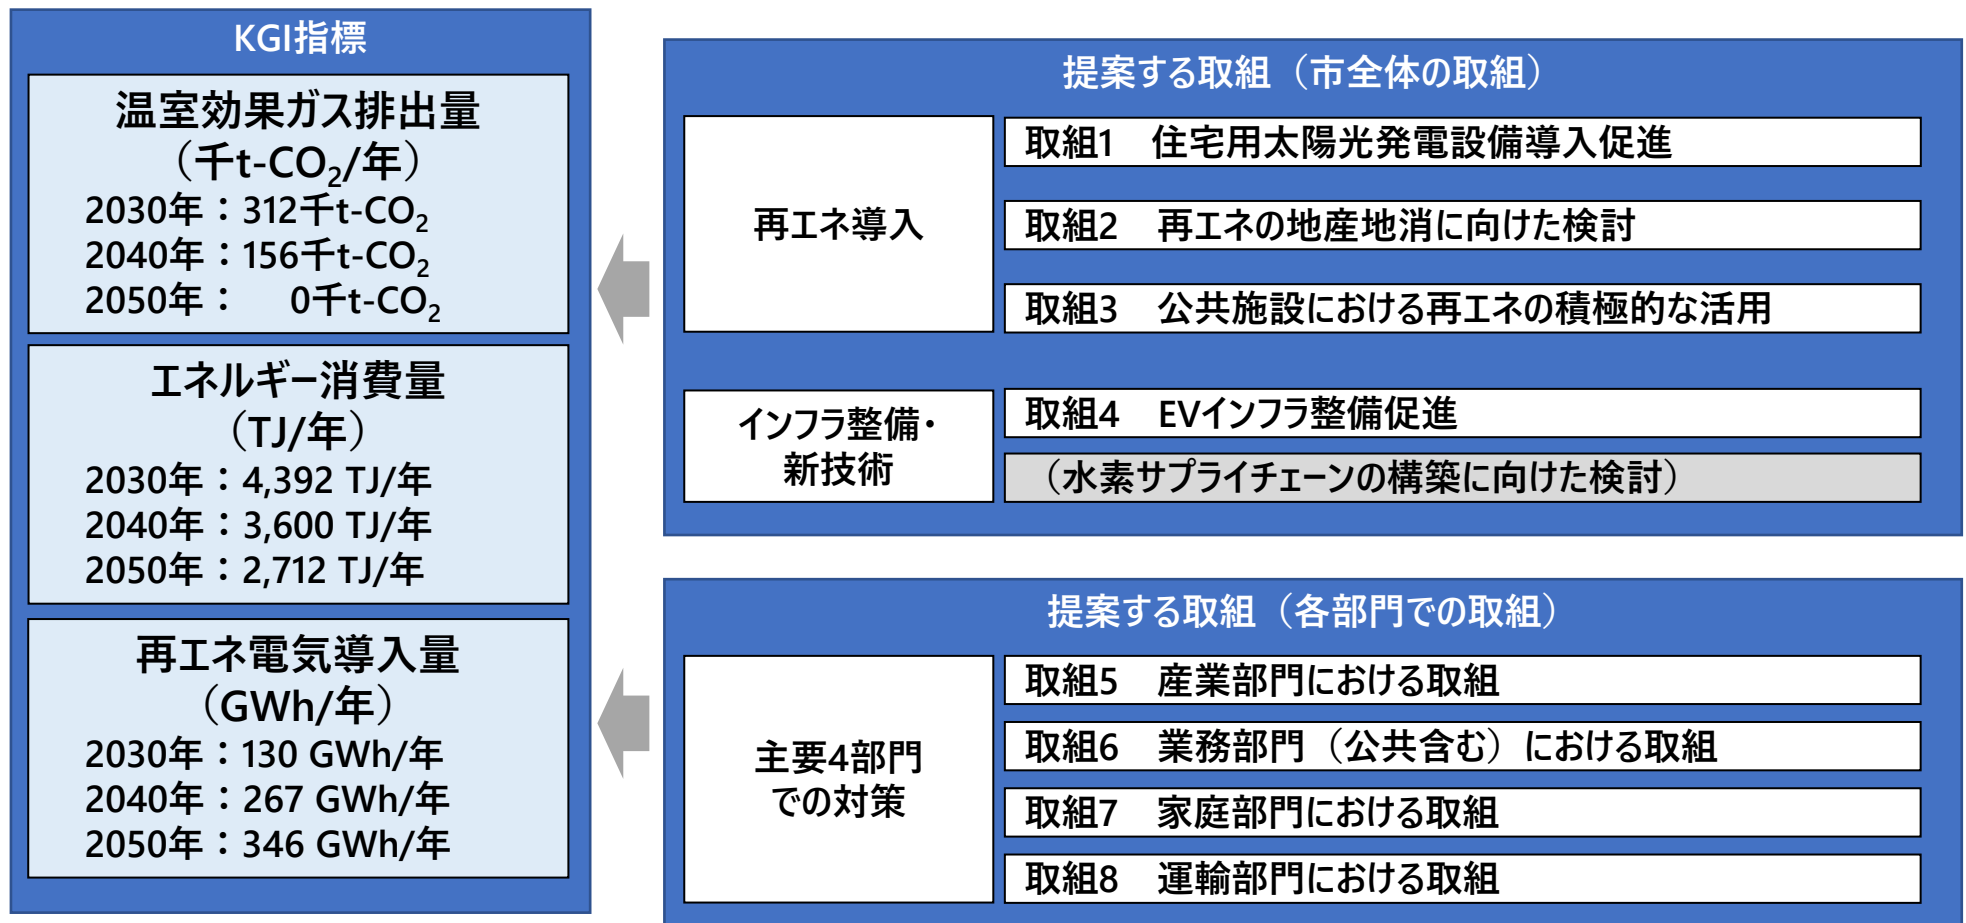 KGI指標
温室効果ガス排出量
（千t-CO₂/年）
2030年：312千t-CO₂
2040年：156千t-CO₂
2050年：　0千t-CO₂
エネルギー消費量
（TJ/年）
2030年：4,392 TJ/年
2040年：3,600 TJ/年
2050年：2,712 TJ/年
再エネ電気導入量
（GWh/年）
2030年：130 GWh/年
2040年：267 GWh/年
2050年：346 GWh/年
提案する取組（市全体の取組）
再エネ導入
取組1　住宅用太陽光発電設備導入促進
取組2　再エネの地産地消に向けた検討
取組3　公共施設における再エネの積極的な活用
インフラ整備・
新技術
取組4　EVインフラ整備促進
（水素サプライチェーンの構築に向けた検討）
提案する取組（各部門での取組）
主要4部門
での対策
取組5　産業部門における取組
取組6　業務部門（公共含む）における取組
取組7　家庭部門における取組
取組8　運輸部門における取組